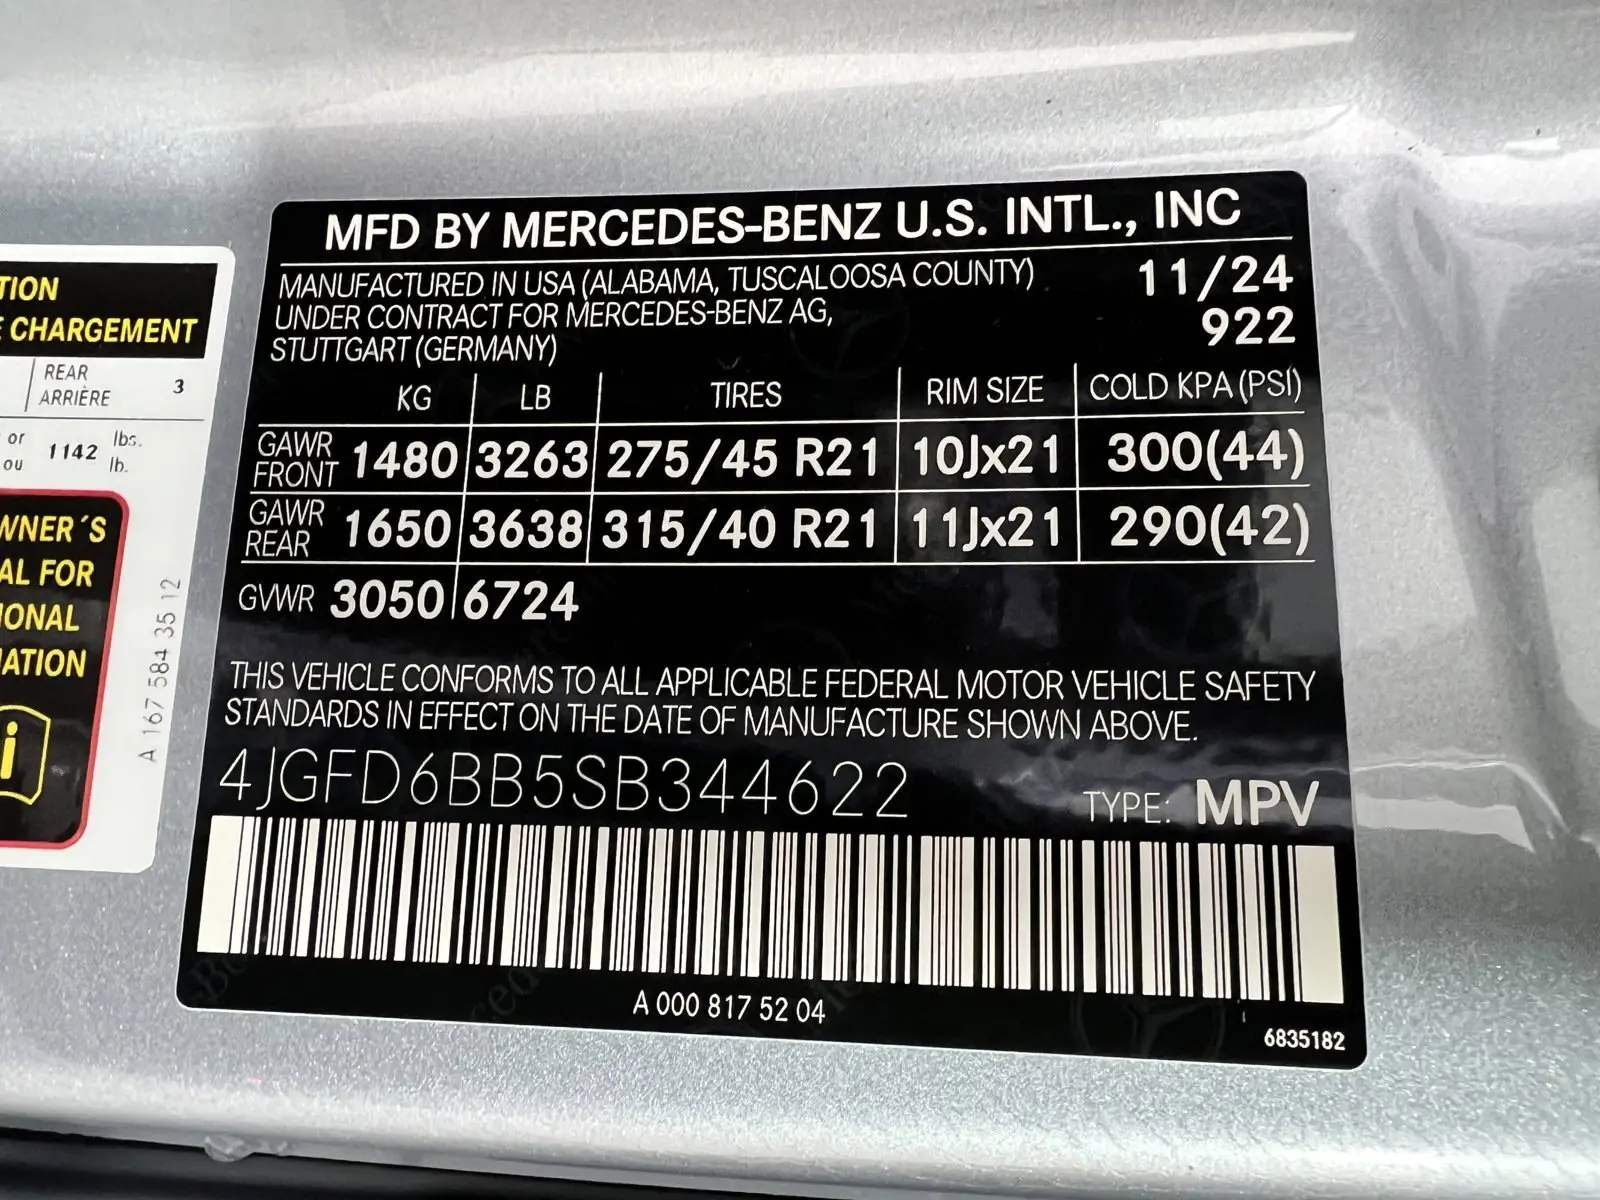 TION
E CHARGEMENT
REAR
ARRIÈRE
3
or
ou
1142
lbs.
lb.
WNER´S
AL FOR
IONAL
ATION
i
A 167 584 35 12
MFD BY MERCEDES-BENZ U.S. INTL., INC
MANUFACTURED IN USA (ALABAMA, TUSCALOOSA COUNTY) 11/24
UNDER CONTRACT FOR MERCEDES-BENZ AG, 922
STUTTGART (GERMANY)
KG LB TIRES RIM SIZE COLD KPA (PSI)
GAWR FRONT 1480 3263 275/45 R21 10Jx21 300(44)
GAWR REAR 1650 3638 315/40 R21 11Jx21 290(42)
GVWR 3050 6724
THIS VEHICLE CONFORMS TO ALL APPLICABLE FEDERAL MOTOR VEHICLE SAFETY
STANDARDS IN EFFECT ON THE DATE OF MANUFACTURE SHOWN ABOVE.
4JGFD6BB5SB344622 TYPE: MPV
A 000 817 52 04
6835182